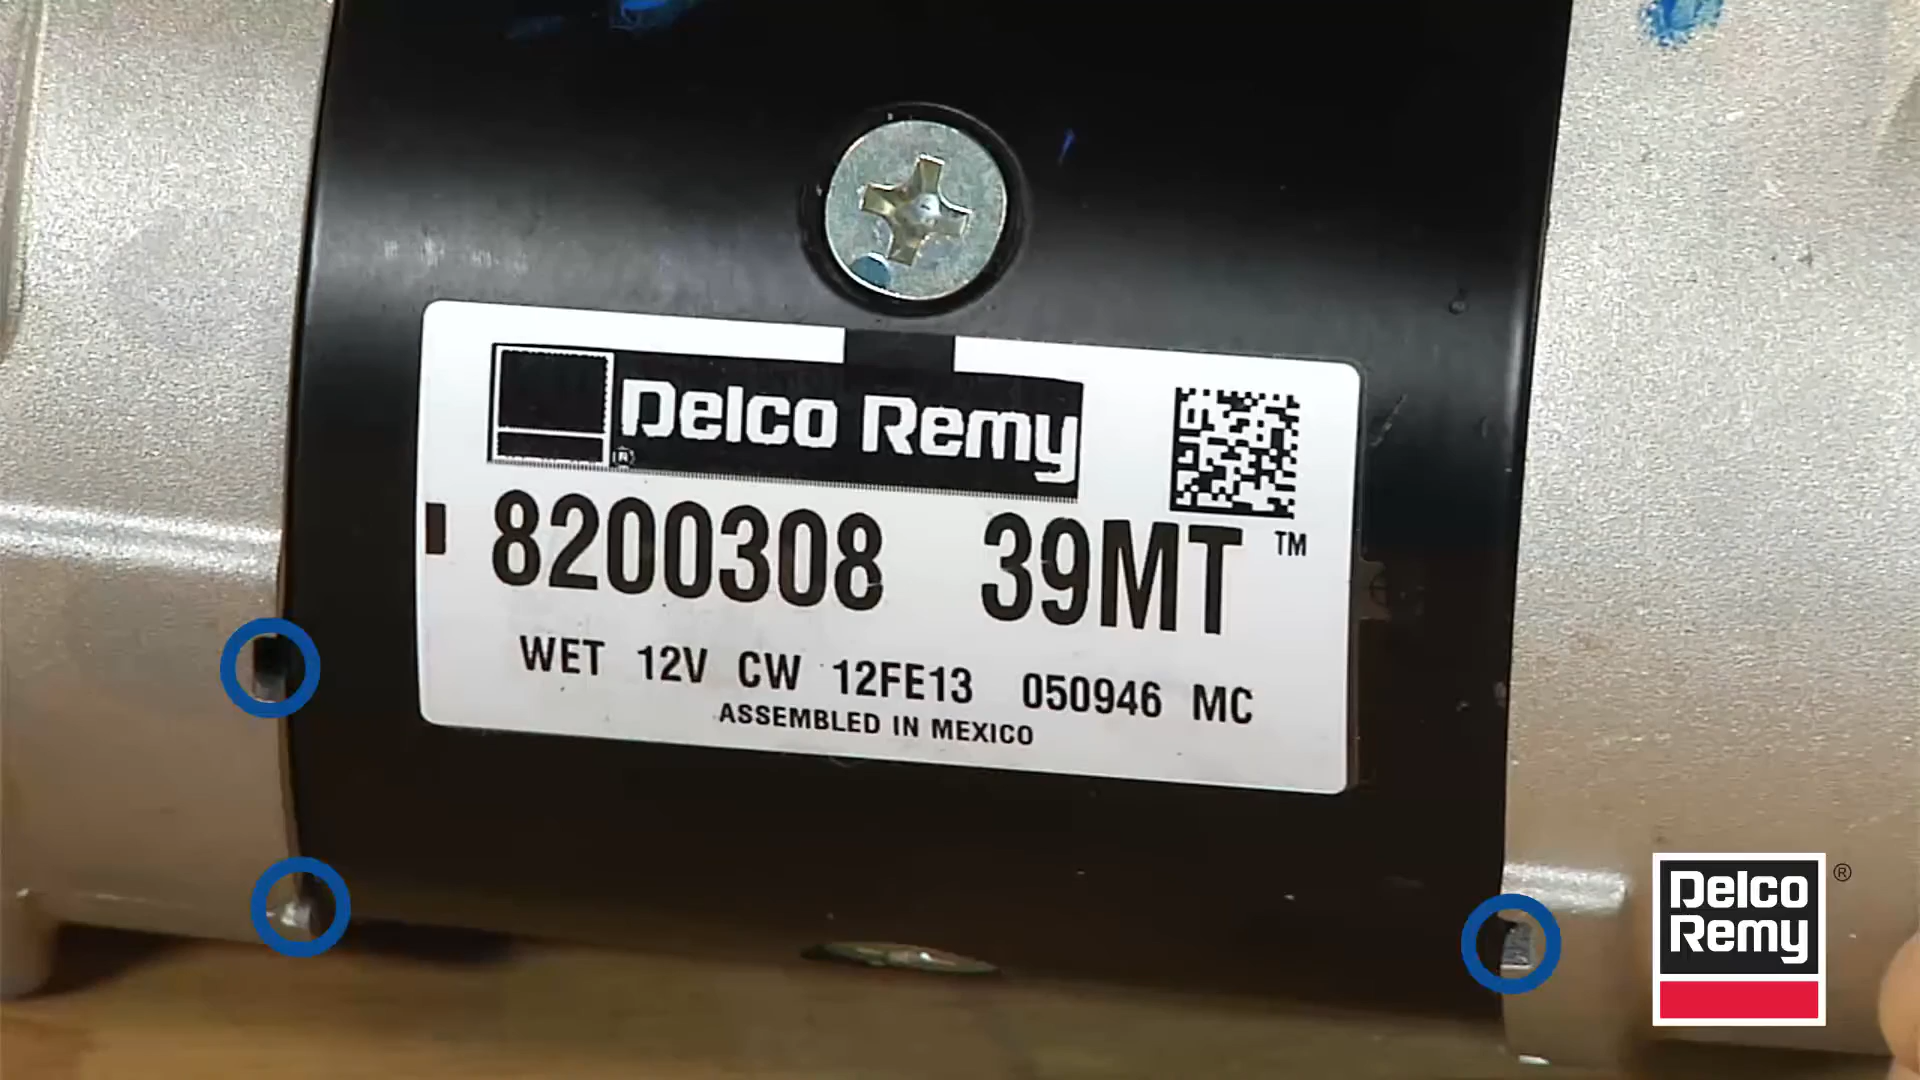 Delco Remy ®
8200308 39MT ™
WET 12V CW 12FE13 050946 MC
ASSEMBLED IN MEXICO
Delco ®
Remy